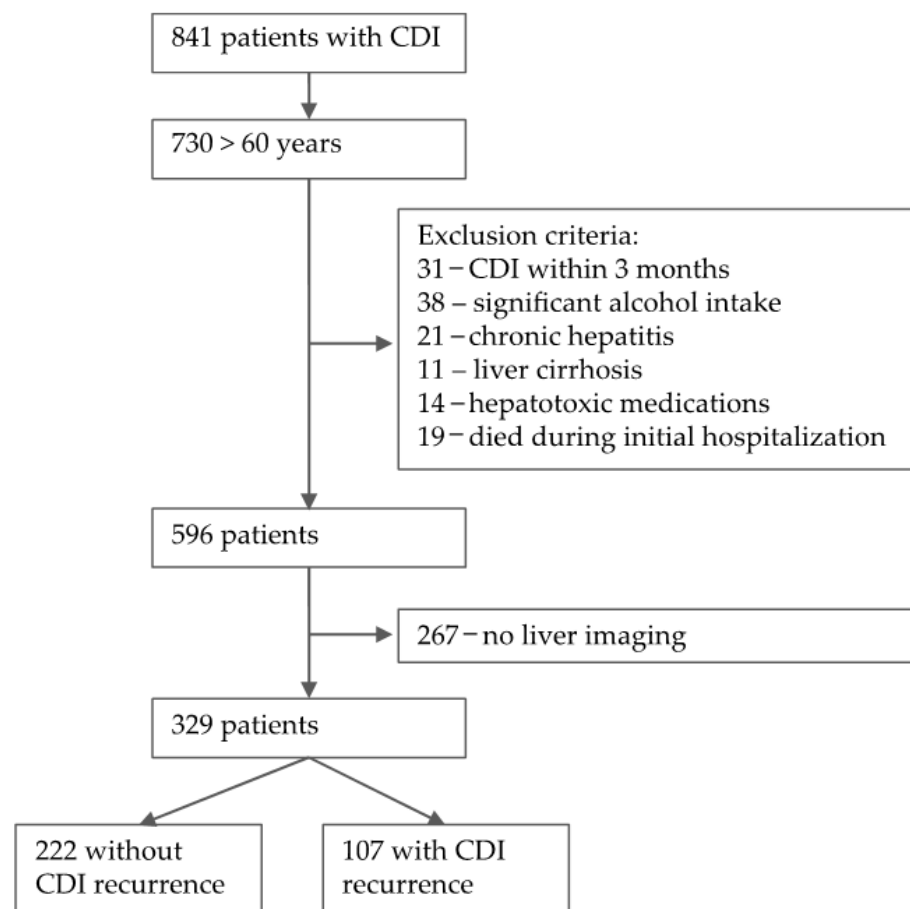 841 patients with CDI
730 > 60 years
Exclusion criteria:
31 – CDI within 3 months
38 – significant alcohol intake
21 – chronic hepatitis
11 – liver cirrhosis
14 – hepatotoxic medications
19 – died during initial hospitalization
596 patients
267 – no liver imaging
329 patients
222 without
CDI recurrence
107 with CDI
recurrence